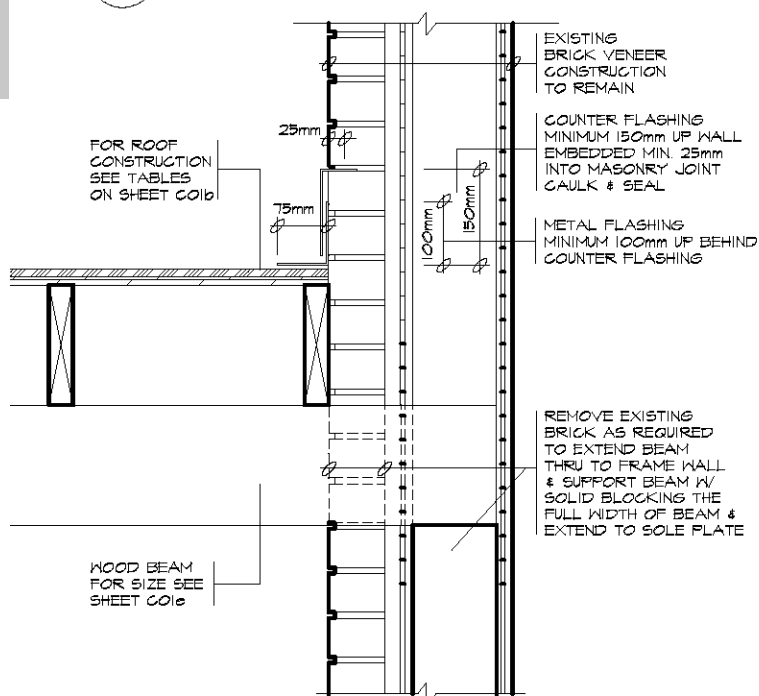 EXISTING
BRICK VENEER
CONSTRUCTION
TO REMAIN
COUNTER FLASHING
MINIMUM 150mm UP WALL
EMBEDDED MIN. 25mm
INTO MASONRY JOINT
CAULK & SEAL
25mm
FOR ROOF
CONSTRUCTION
SEE TABLES
ON SHEET C01b
75mm
100mm
150mm
METAL FLASHING
MINIMUM 100mm UP BEHIND
COUNTER FLASHING
REMOVE EXISTING
BRICK AS REQUIRED
TO EXTEND BEAM
THRU TO FRAME WALL
& SUPPORT BEAM W/
SOLID BLOCKING THE
FULL WIDTH OF BEAM &
EXTEND TO SOLE PLATE
WOOD BEAM
FOR SIZE SEE
SHEET C01e